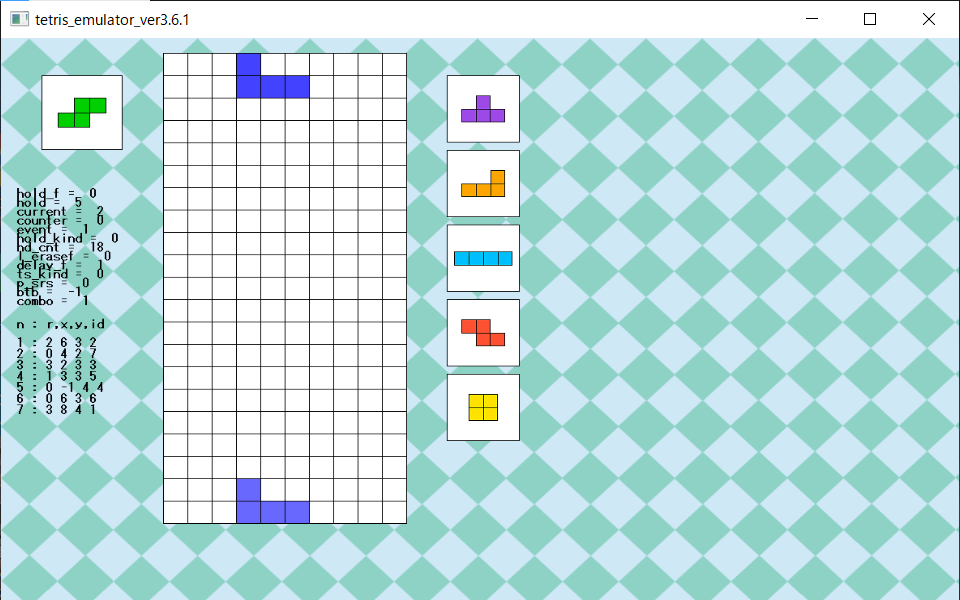 tetris_emulator_ver3.6.1
hold_f = 0
hold = 5
current = 2
counter = 0
event = 1
hold_kind = 0
hd_cnt = 18
l_erasef = 0
delay_f = 1
ts_kind = 0
p_srs = 0
btb = -1
combo = 1
n : r,x,y,id
1 : 2 6 3 2
2 : 0 4 2 7
3 : 3 2 3 3
4 : 1 3 3 5
5 : 0 -1 4 4
6 : 0 6 3 6
7 : 3 8 4 1